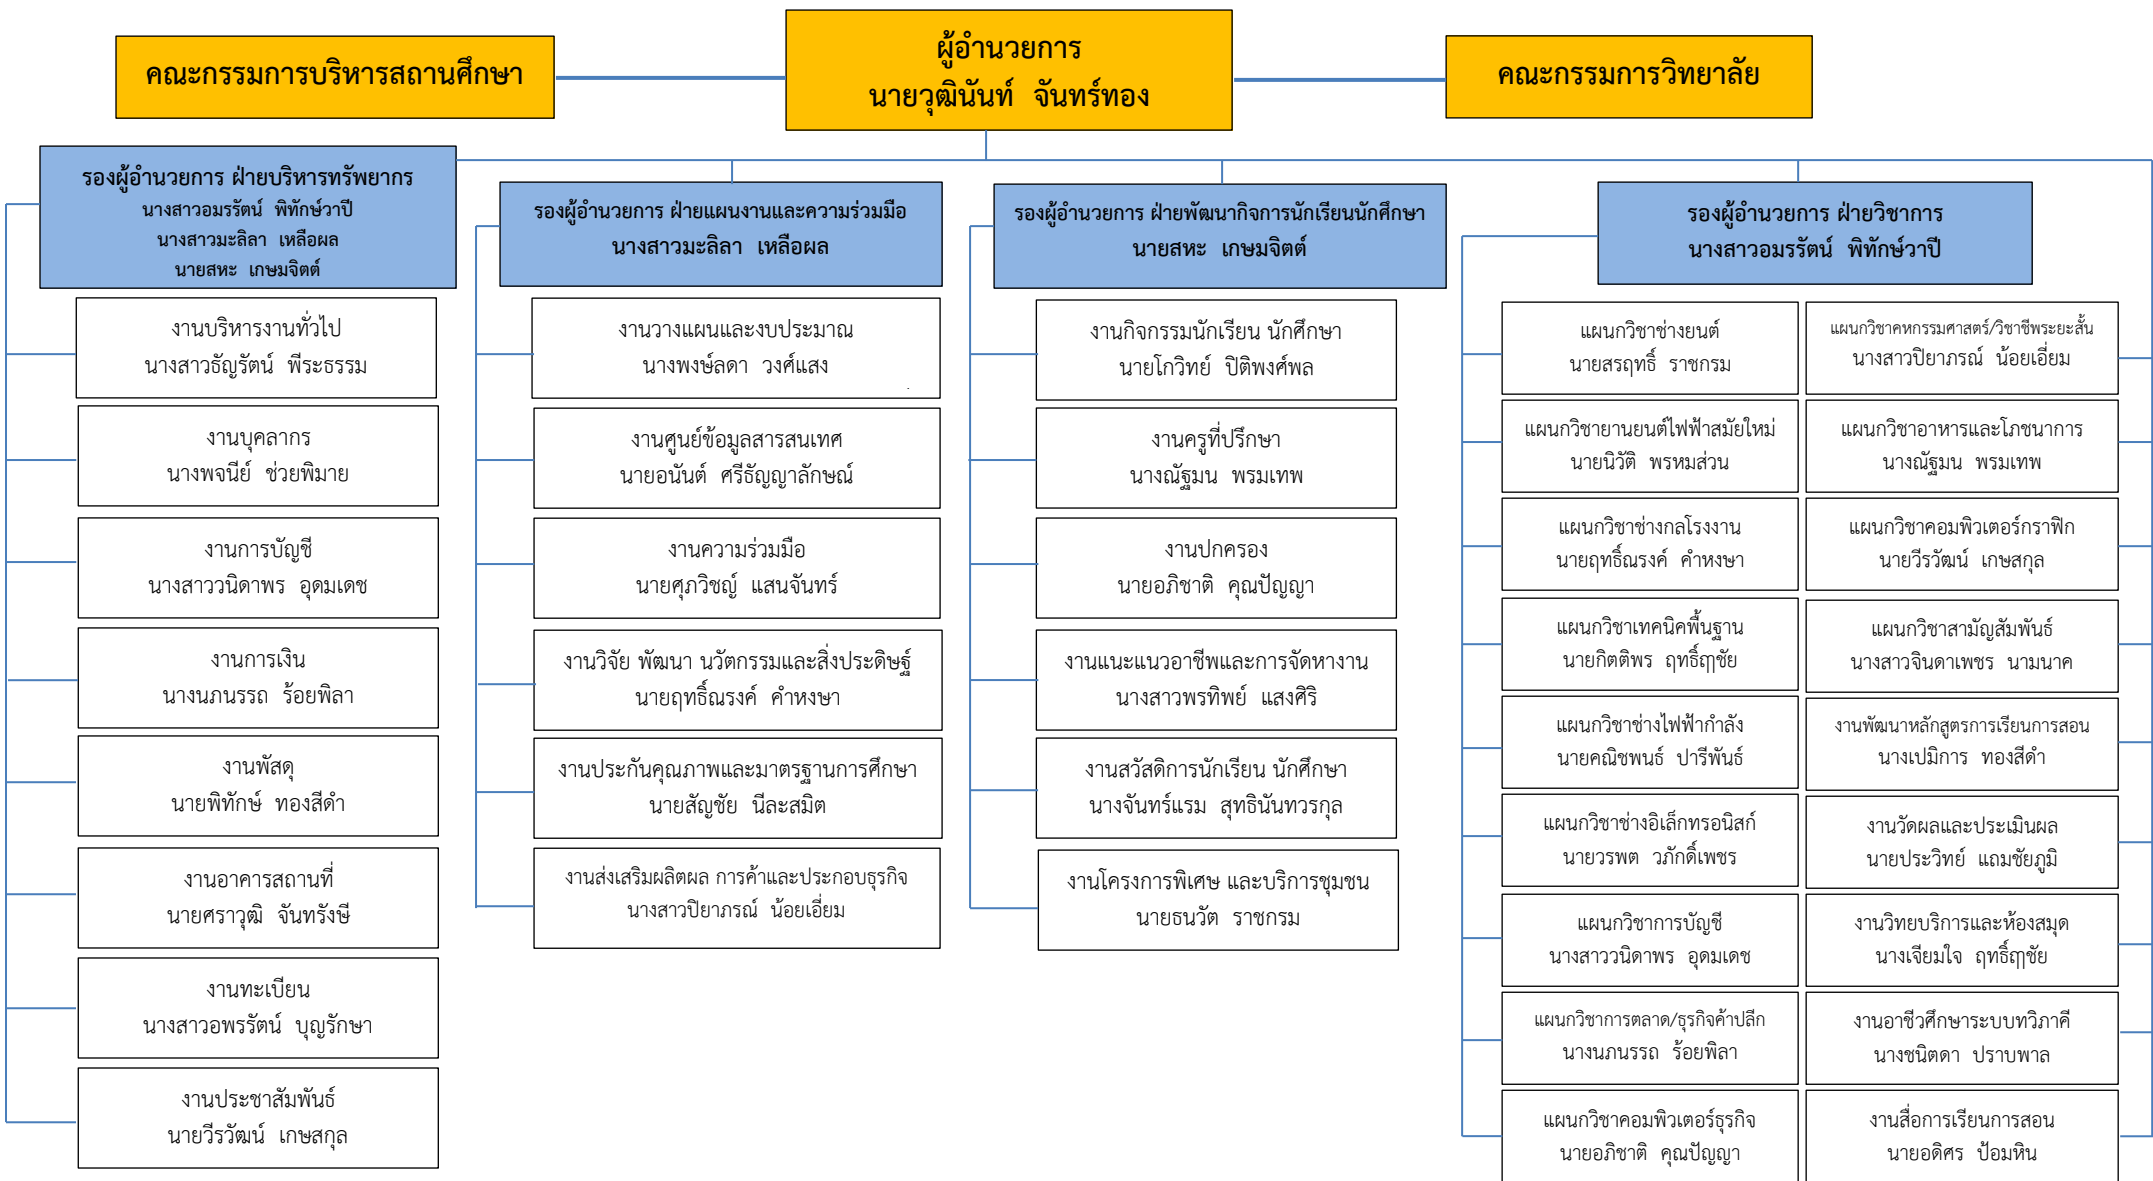 คณะกรรมการบริหารสถานศึกษา
ผู้อำนวยการ
นายวุฒินันท์ จันทร์ทอง
คณะกรรมการวิทยาลัย
รองผู้อำนวยการ ฝ่ายบริหารทรัพยากร
นางสาวอมรรัตน์ พิทักษ์วาปี
นางสาวมะลิลา เหลือผล
นายสหะ เกษมจิตต์
งานบริหารงานทั่วไป
นางสาวธัญรัตน์ พีระธรรม
งานบุคลากร
นางพจนีย์ ช่วยพิมาย
งานการบัญชี
นางสาววนิดาพร อุดมเดช
งานการเงิน
นางนภนรรถ ร้อยพิลา
งานพัสดุ
นายพิทักษ์ ทองสีดำ
งานอาคารสถานที่
นายศราวุฒิ จันทรังษี
งานทะเบียน
นางสาวอพรรัตน์ บุญรักษา
งานประชาสัมพันธ์
นายวีรวัฒน์ เกษสกุล
รองผู้อำนวยการ ฝ่ายแผนงานและความร่วมมือ
นางสาวมะลิลา เหลือผล
งานวางแผนและงบประมาณ
นางพงษ์ลดา วงศ์แสง
งานศูนย์ข้อมูลสารสนเทศ
นายอนันต์ ศรีธัญญาลักษณ์
งานความร่วมมือ
นายศุภวิชญ์ แสนจันทร์
งานวิจัย พัฒนา นวัตกรรมและสิ่งประดิษฐ์
นายฤทธิ์ณรงค์ คำหงษา
งานประกันคุณภาพและมาตรฐานการศึกษา
นายสัญชัย นีละสมิต
งานส่งเสริมผลิตผล การค้าและประกอบธุรกิจ
นางสาวปิยาภรณ์ น้อยเอี่ยม
รองผู้อำนวยการ ฝ่ายพัฒนากิจการนักเรียนนักศึกษา
นายสหะ เกษมจิตต์
งานกิจกรรมนักเรียน นักศึกษา
นายโกวิทย์ ปิติพงศ์พล
งานครูที่ปรึกษา
นางณัฐมน พรมเทพ
งานปกครอง
นายอภิชาติ คุณปัญญา
งานแนะแนวอาชีพและการจัดหางาน
นางสาวพรทิพย์ แสงศิริ
งานสวัสดิการนักเรียน นักศึกษา
นางจันทร์แรม สุทธินันทวรกุล
งานโครงการพิเศษ และบริการชุมชน
นายธนวัต ราชกรม
รองผู้อำนวยการ ฝ่ายวิชาการ
นางสาวอมรรัตน์ พิทักษ์วาปี
แผนกวิชาช่างยนต์
นายสรฤทธิ์ ราชกรม
แผนกวิชายานยนต์ไฟฟ้าสมัยใหม่
นายนิวัติ พรหมส่วน
แผนกวิชาช่างกลโรงงาน
นายฤทธิ์ณรงค์ คำหงษา
แผนกวิชาเทคนิคพื้นฐาน
นายกิตติพร ฤทธิ์ฤๅชัย
แผนกวิชาช่างไฟฟ้ากำลัง
นายคณิชพนธ์ ปารีพันธ์
แผนกวิชาช่างอิเล็กทรอนิสก์
นายวรพต วภักดิ์เพชร
แผนกวิชาการบัญชี
นางสาววนิดาพร อุดมเดช
แผนกวิชาการตลาด/ธุรกิจค้าปลีก
นางนภนรรถ ร้อยพิลา
แผนกวิชาคอมพิวเตอร์ธุรกิจ
นายอภิชาติ คุณปัญญา
แผนกวิชาคหกรรมศาสตร์/วิชาชีพระยะสั้น
นางสาวปิยาภรณ์ น้อยเอี่ยม
แผนกวิชาอาหารและโภชนาการ
นางณัฐมน พรมเทพ
แผนกวิชาคอมพิวเตอร์กราฟิก
นายวีรวัฒน์ เกษสกุล
แผนกวิชาสามัญสัมพันธ์
นางสาวจินดาเพชร นามนาค
งานพัฒนาหลักสูตรการเรียนการสอน
นางเปมิการ ทองสีดำ
งานวัดผลและประเมินผล
นายประวิทย์ แถมชัยภูมิ
งานวิทยบริการและห้องสมุด
นางเจียมใจ ฤทธิ์ฤๅชัย
งานอาชีวศึกษาระบบทวิภาคี
นางชนิตดา ปราบพาล
งานสื่อการเรียนการสอน
นายอดิศร ป้อมหิน